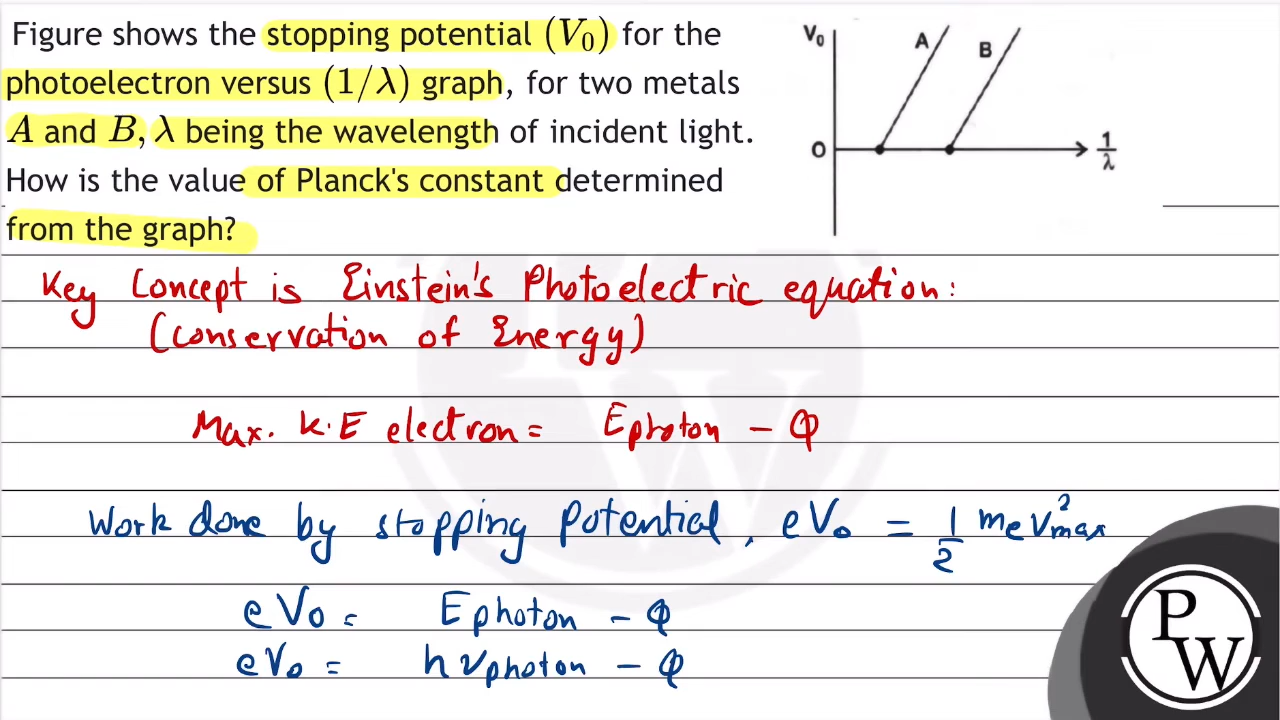 Figure shows the stopping potential (V₀) for the
photoelectron versus (1/λ) graph, for two metals
A and B, λ being the wavelength of incident light.
How is the value of Planck's constant determined
from the graph?
V₀
A
B
O
1/λ
Key Concept is Einstein's Photoelectric equation:
(Conservation of Energy)
Max. K.E electron = Ephoton - Φ
Work done by stopping potential, eV₀ = 1/2 mₑv²max
eV₀ = Ephoton - Φ
eV₀ = hνphoton - Φ
PW
PW